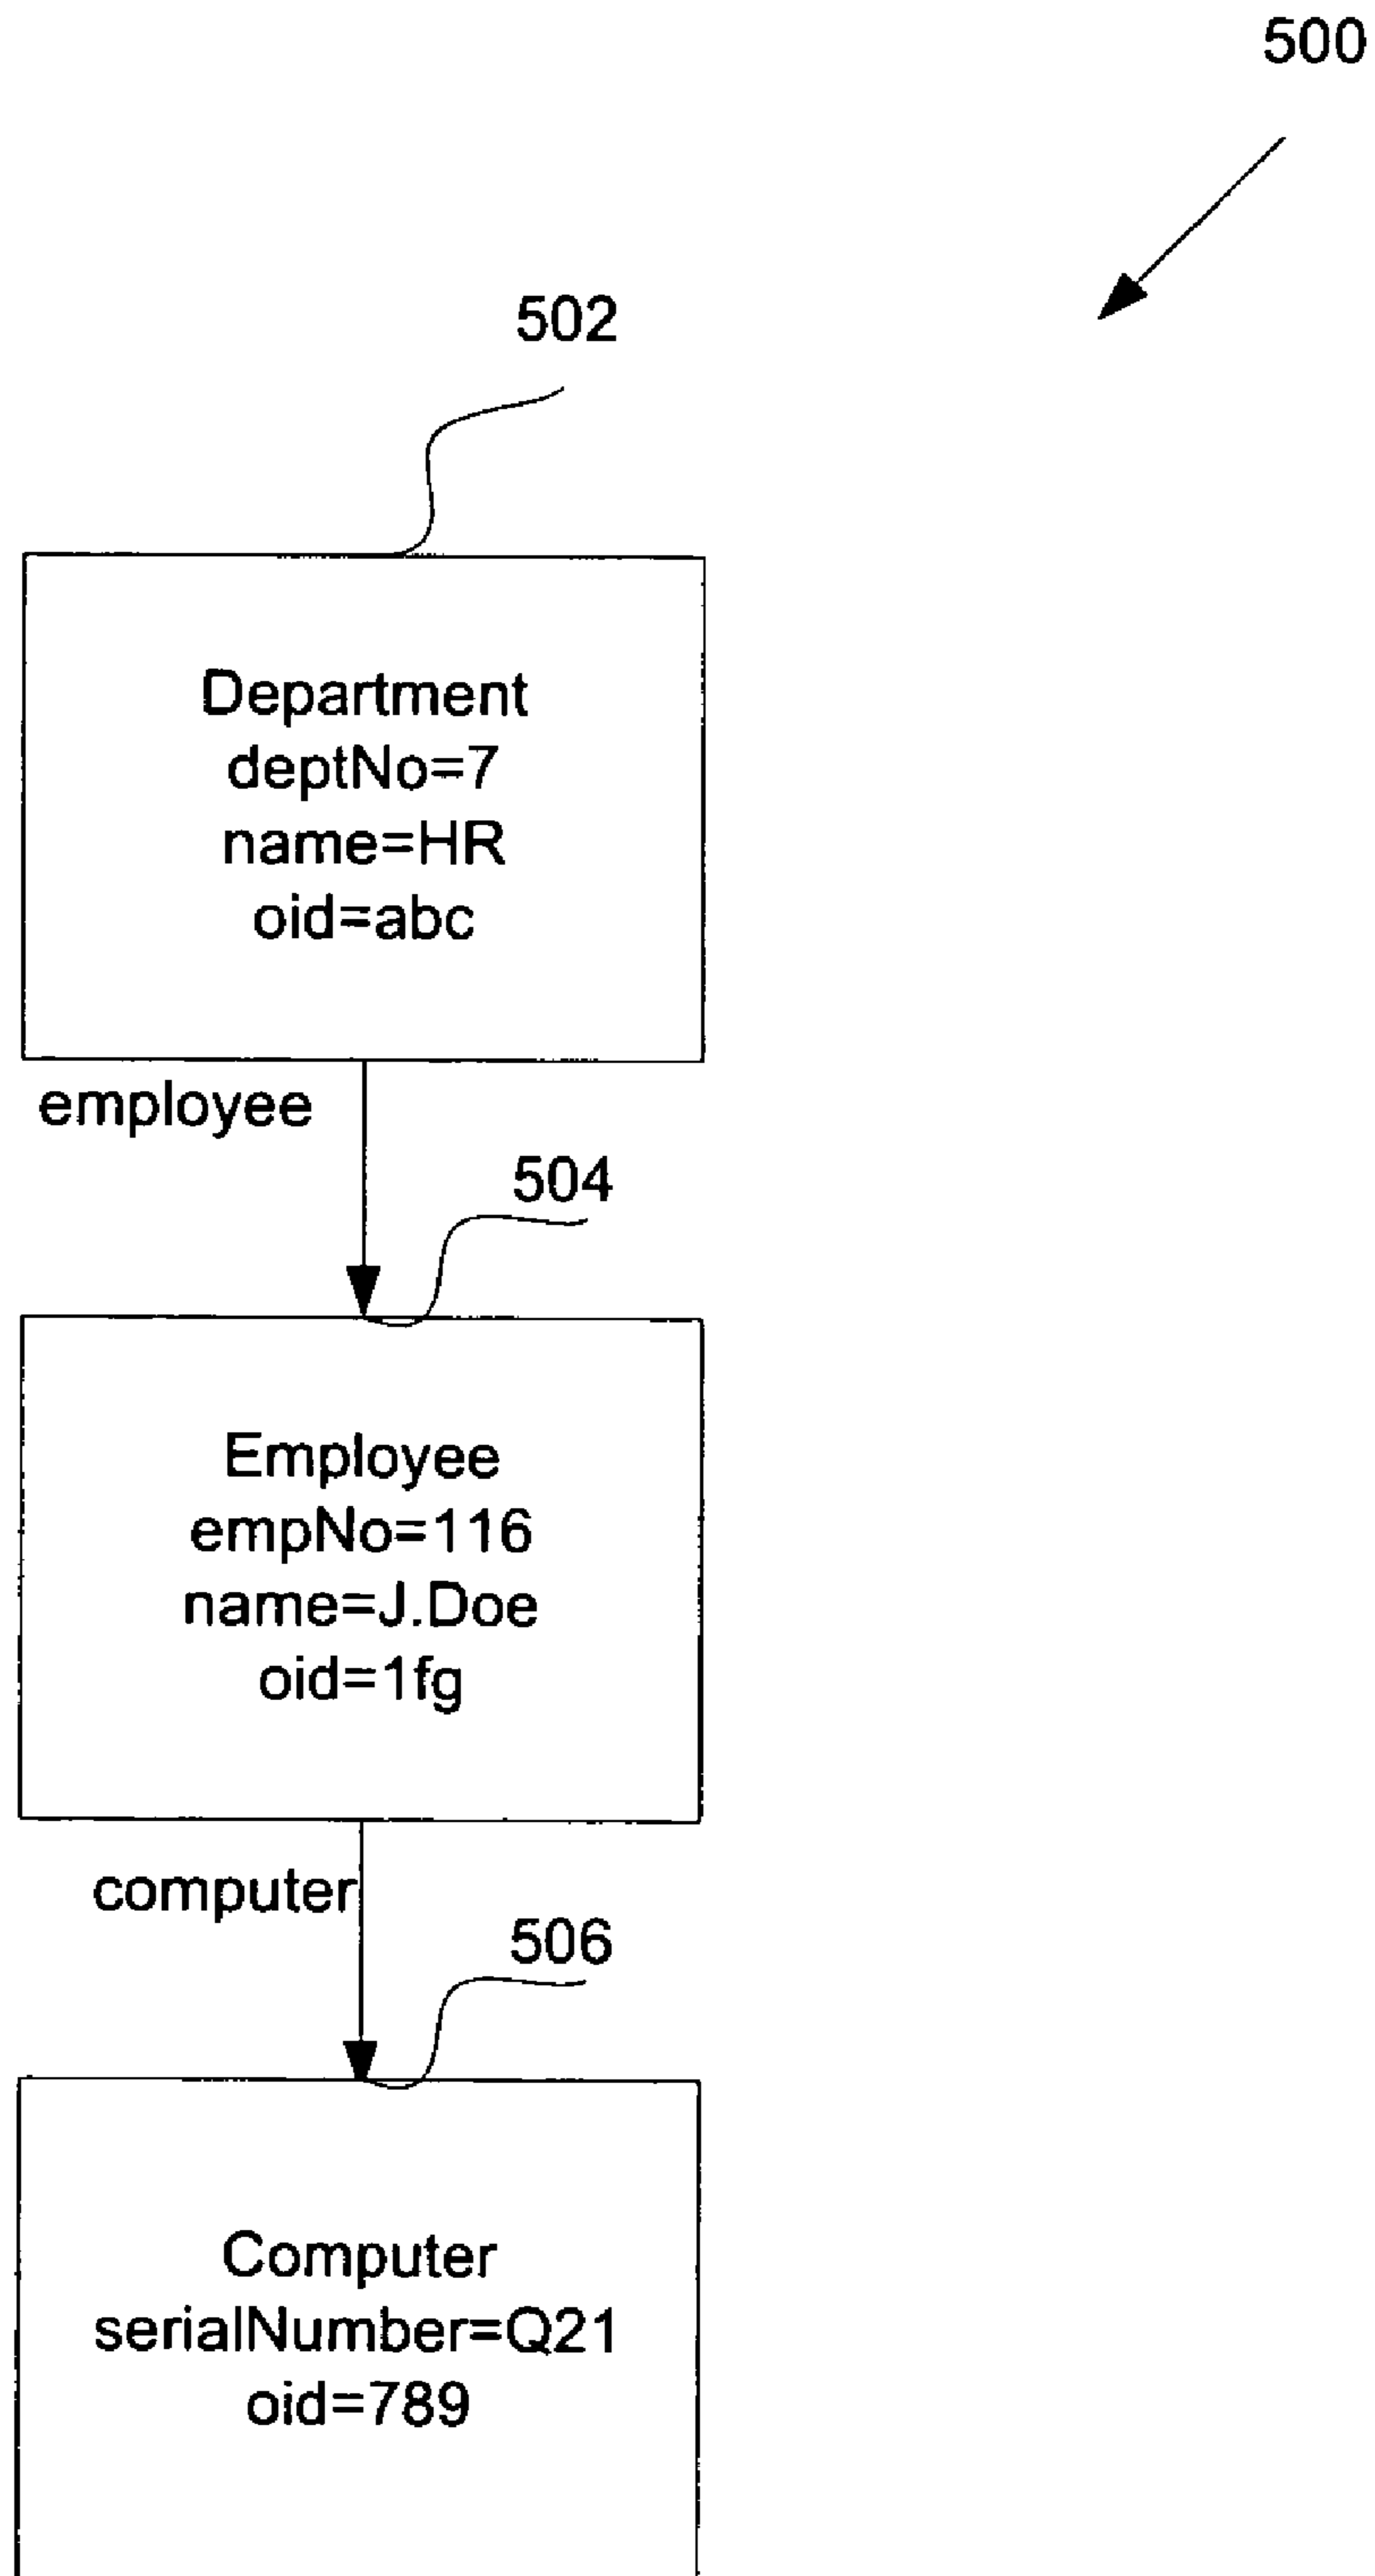 500
502
Department
deptNo=7
name=HR
oid=abc
employee
504
Employee
empNo=116
name=J.Doe
oid=1fg
computer
506
Computer
serialNumber=Q21
oid=789